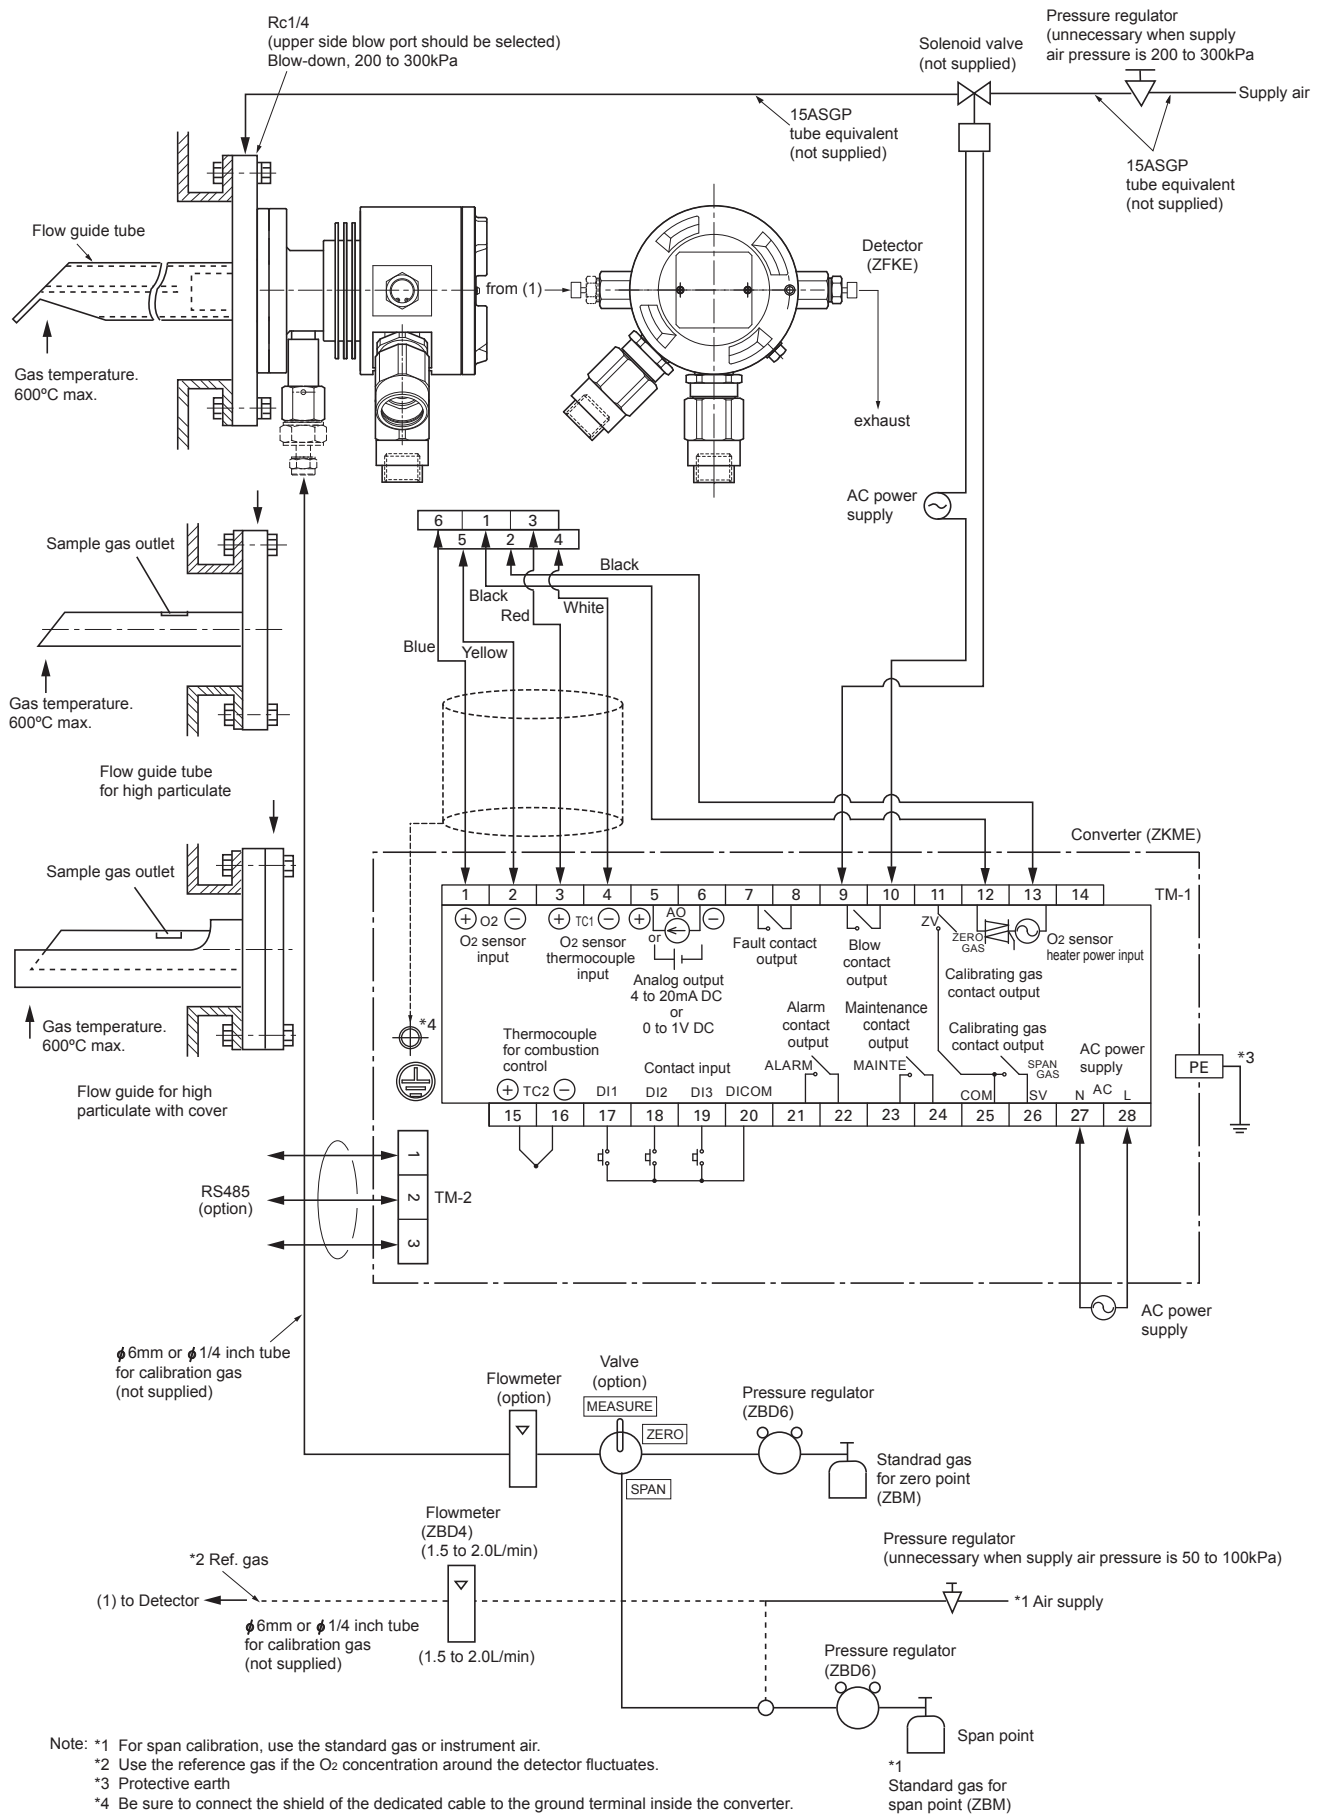 Rc1/4
(upper side blow port should be selected)
Blow-down, 200 to 300kPa
Solenoid valve
(not supplied)
Pressure regulator
(unnecessary when supply
air pressure is 200 to 300kPa
Supply air
15ASGP
tube equivalent
(not supplied)
15ASGP
tube equivalent
(not supplied)
Flow guide tube
Gas temperature.
600ºC max.
from (1)
Detector
(ZFKE)
exhaust
AC power
supply
6 1 3
5 2 4
Black
Black
White
Red
Blue
Yellow
Sample gas outlet
Gas temperature.
600ºC max.
Flow guide tube
for high particulate
Sample gas outlet
Gas temperature.
600ºC max.
Flow guide for high
particulate with cover
Converter (ZKME)
1 2 3 4 5 6 7 8 9 10 11 12 13 14
TM-1
+ O2 −
O2 sensor
input
+ TC1 −
O2 sensor
thermocouple
input
+ AO −
or
Analog output
4 to 20mA DC
or
0 to 1V DC
Fault contact
output
Blow
contact
output
ZV
ZERO
GAS
Calibrating gas
contact output
O2 sensor
heater power input
*4
Thermocouple
for combustion
control
+ TC2 −
Contact input
DI1 DI2 DI3 DICOM
Alarm
contact
output
ALARM
Maintenance
contact
output
MAINTE
Calibrating gas
contact output
SPAN
GAS
COM SV
AC power
supply
N AC L
15 16 17 18 19 20 21 22 23 24 25 26 27 28
PE
*3
RS485
(option)
1
2
3
TM-2
AC power
supply
ϕ6mm or ϕ1/4 inch tube
for calibration gas
(not supplied)
Flowmeter
(option)
Valve
(option)
MEASURE
ZERO
SPAN
Pressure regulator
(ZBD6)
Standrad gas
for zero point
(ZBM)
Flowmeter
(ZBD4)
(1.5 to 2.0L/min)
*2 Ref. gas
(1) to Detector
ϕ6mm or ϕ1/4 inch tube
for calibration gas
(not supplied)
(1.5 to 2.0L/min)
Pressure regulator
(unnecessary when supply air pressure is 50 to 100kPa)
*1 Air supply
Pressure regulator
(ZBD6)
Span point
*1
Standard gas for
span point (ZBM)
Note: *1 For span calibration, use the standard gas or instrument air.
*2 Use the reference gas if the O2 concentration around the detector fluctuates.
*3 Protective earth
*4 Be sure to connect the shield of the dedicated cable to the ground terminal inside the converter.